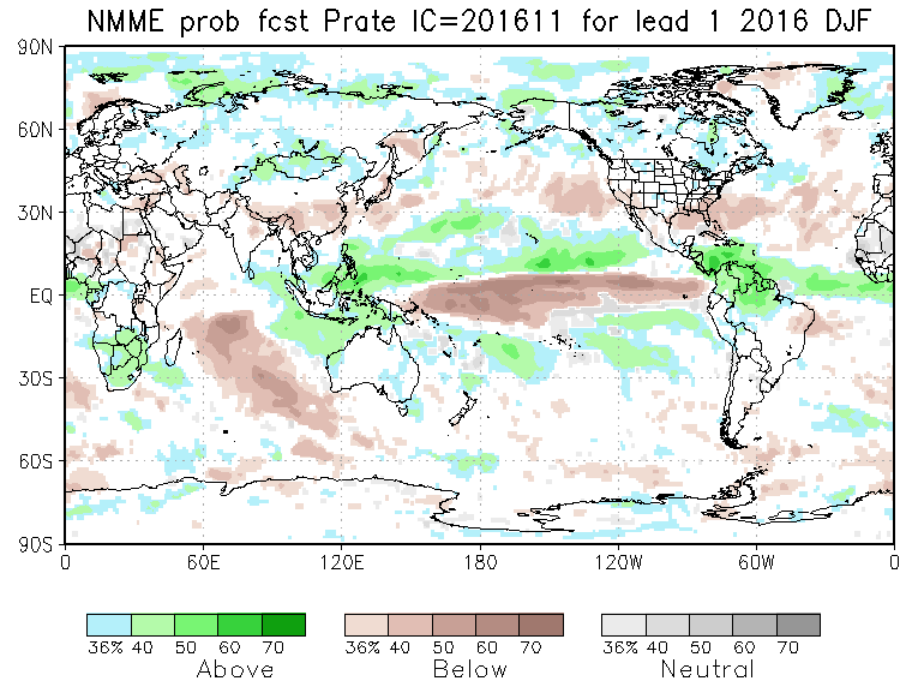 NMME prob fcst Prate IC=201611 for lead 1 2016 DJF
90N
60N
30N
EQ
30S
60S
90S
0 60E 120E 180 120W 60W 0
36% 40 50 60 70 36% 40 50 60 70 36% 40 50 60 70
Above Below Neutral